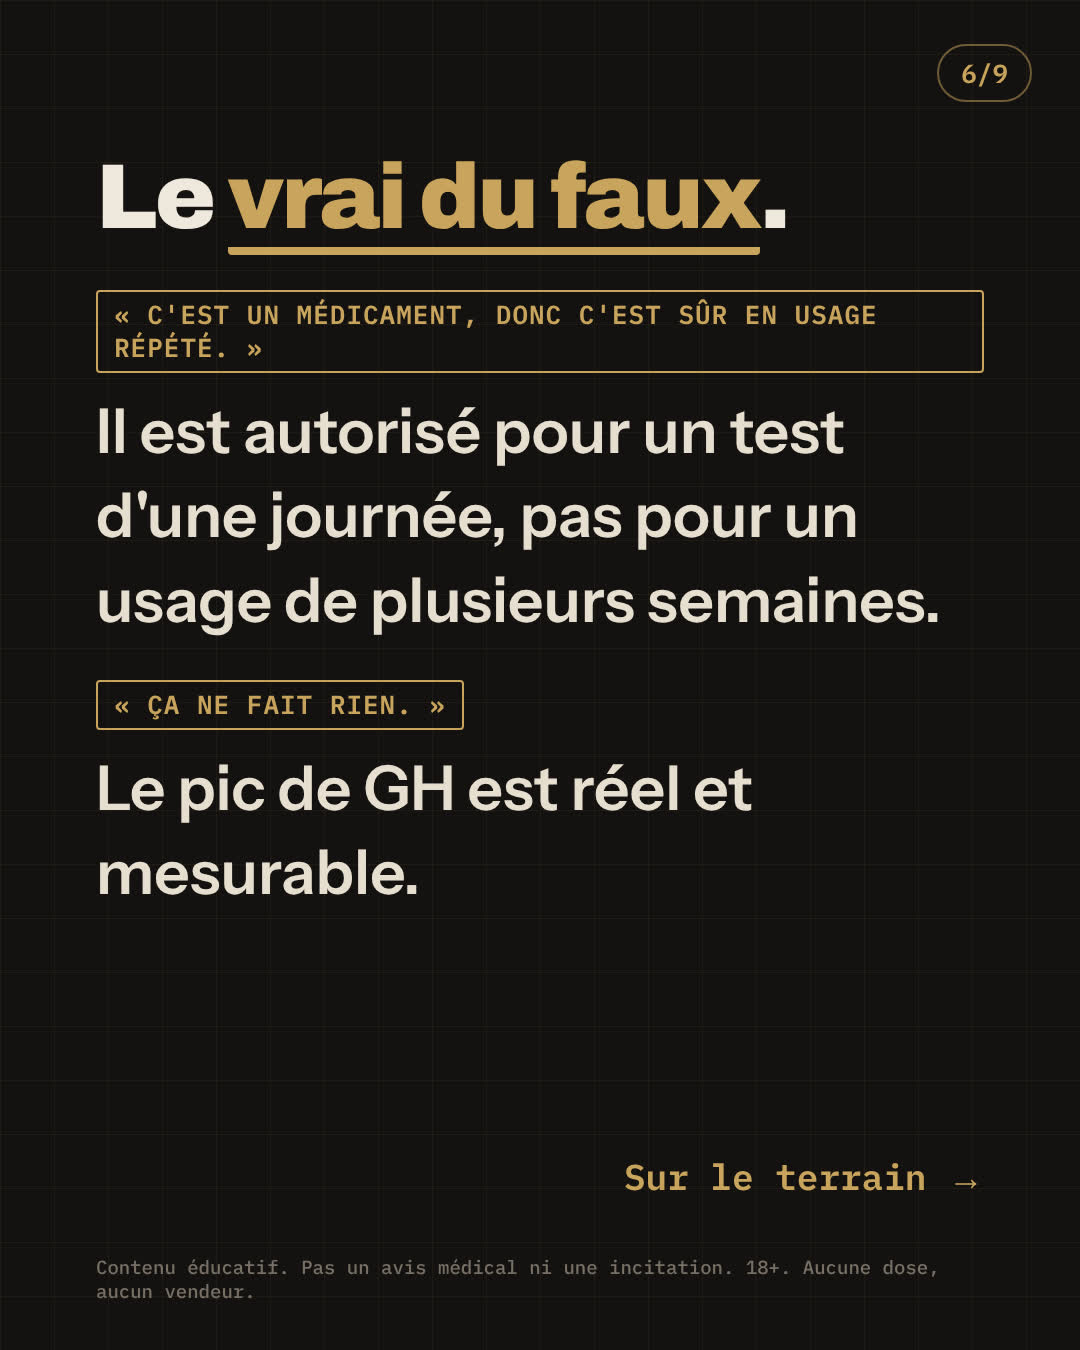 6/9
Le vrai du faux.
« C'EST UN MÉDICAMENT, DONC C'EST SÛR EN USAGE
RÉPÉTÉ. »
Il est autorisé pour un test
d'une journée, pas pour un
usage de plusieurs semaines.
« ÇA NE FAIT RIEN. »
Le pic de GH est réel et
mesurable.
Sur le terrain →
Contenu éducatif. Pas un avis médical ni une incitation. 18+. Aucune dose,
aucun vendeur.